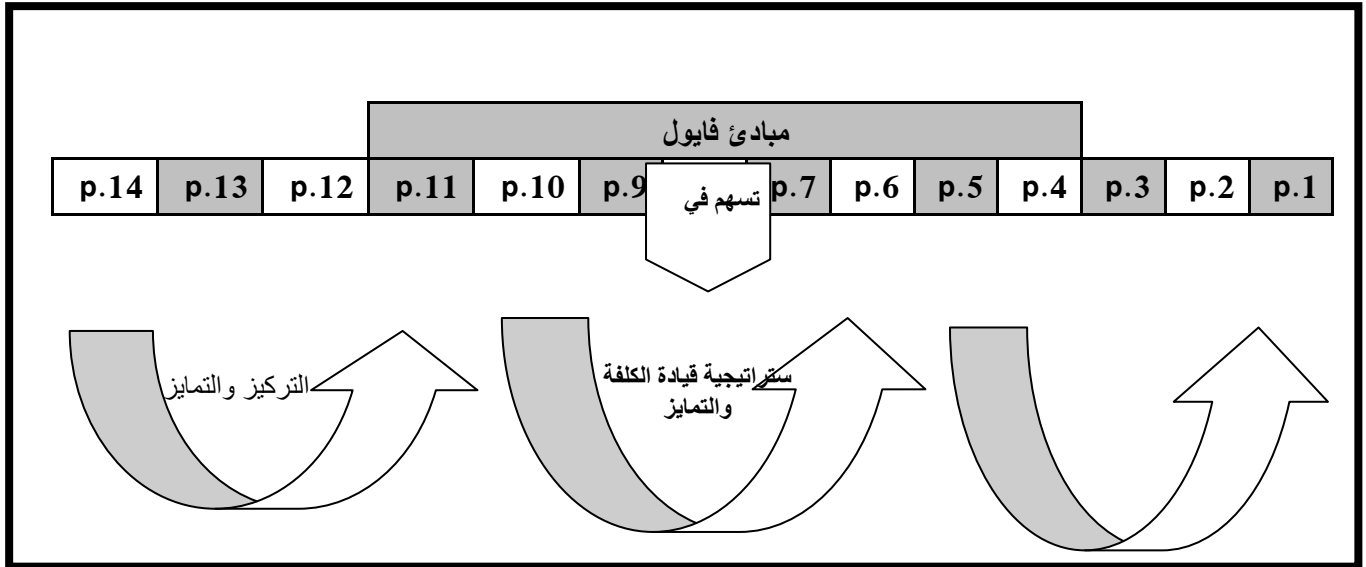 مبادئ فايول
p.1 p.2 p.3 p.4 p.5 p.6 p.7 p.9 p.10 p.11 p.12 p.13 p.14
تسهم في
ستراتيجية قيادة الكلفة
والتمايز
التركيز والتمايز